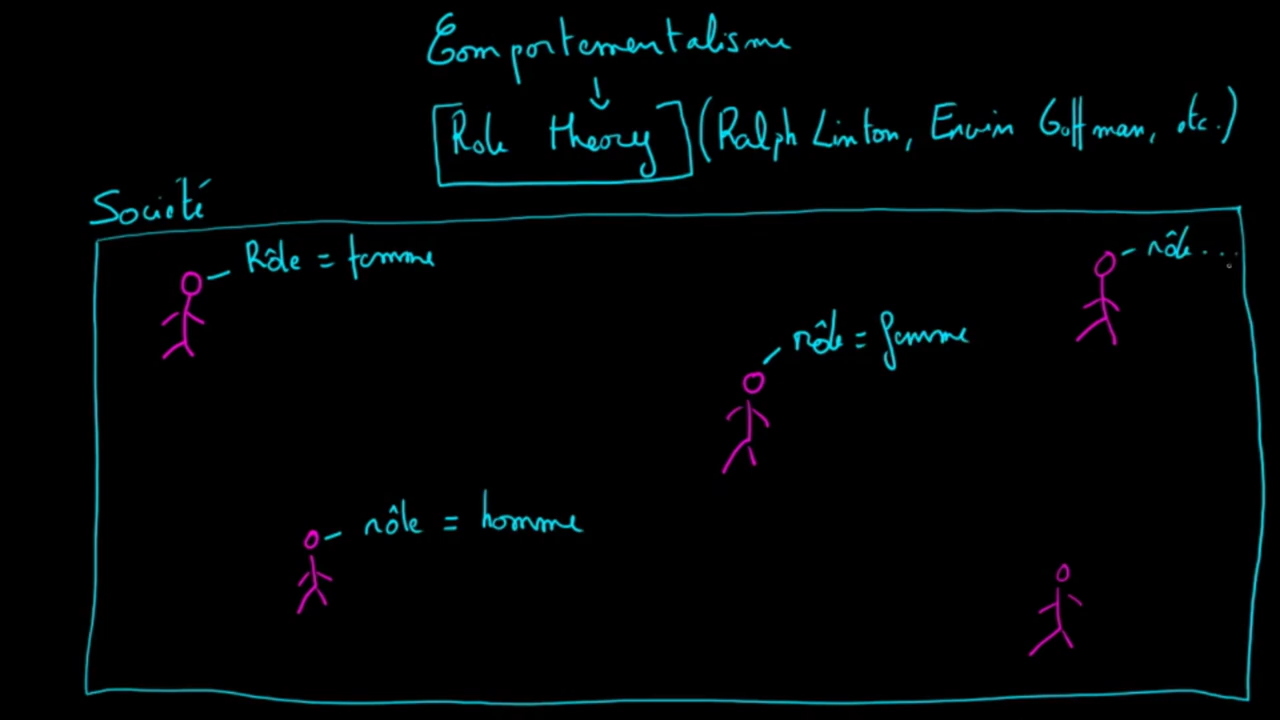 Comportementalisme
↓
[Role theory] (Ralph Linton, Erwin Goffman, etc.)
Société
Rôle = femme
rôle ...
rôle = femme
rôle = homme